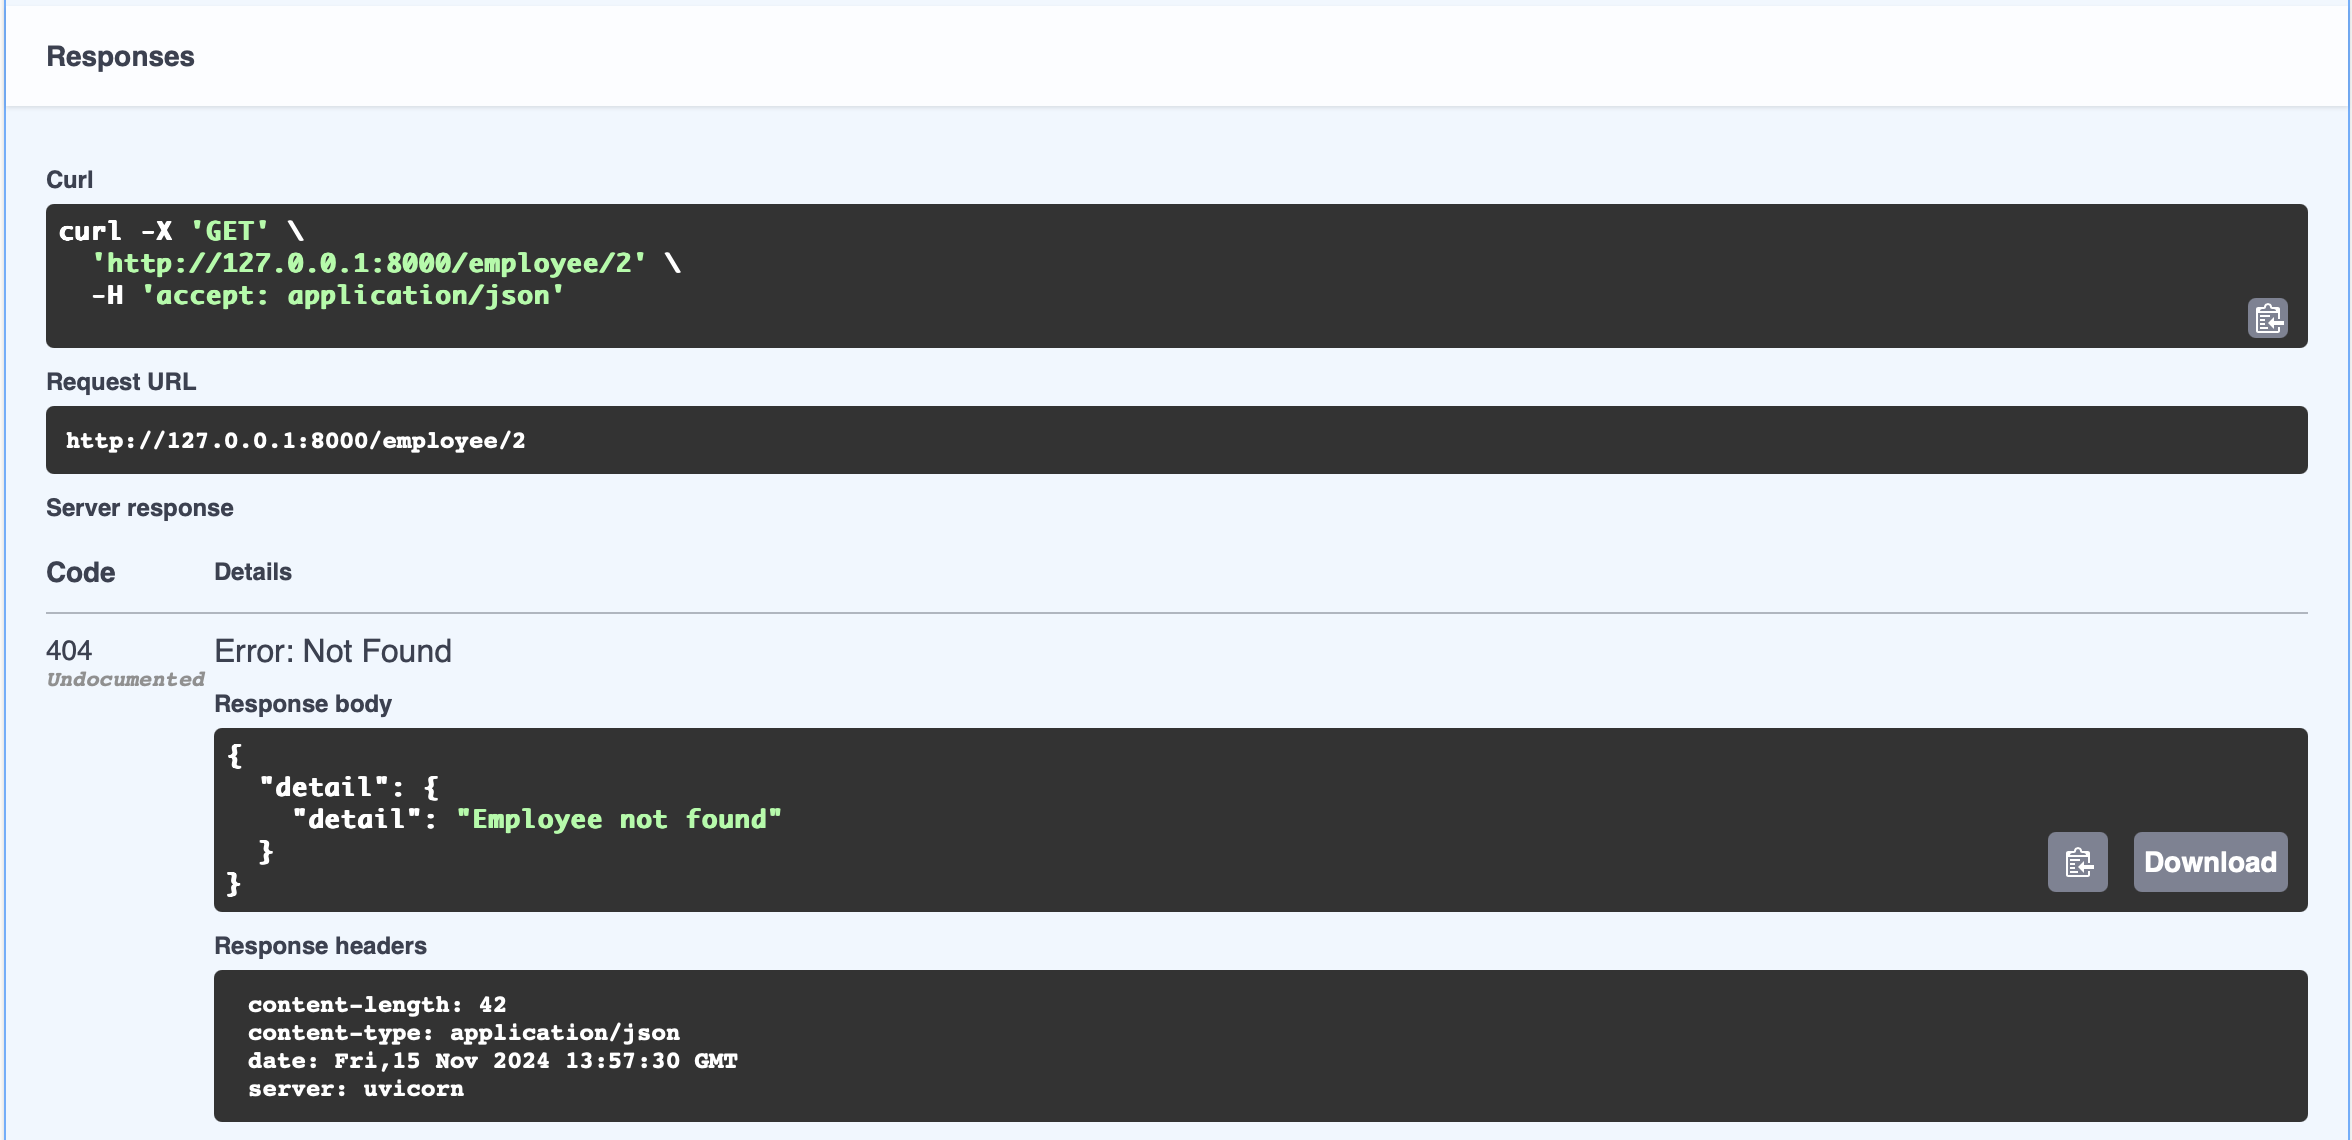 Responses
Curl
curl -X 'GET' \
  'http://127.0.0.1:8000/employee/2' \
  -H 'accept: application/json'
Request URL
http://127.0.0.1:8000/employee/2
Server response
Code Details
404 Error: Not Found
Undocumented
Response body
{
  "detail": {
    "detail": "Employee not found"
  }
}
Download
Response headers
content-length: 42
content-type: application/json
date: Fri,15 Nov 2024 13:57:30 GMT
server: uvicorn